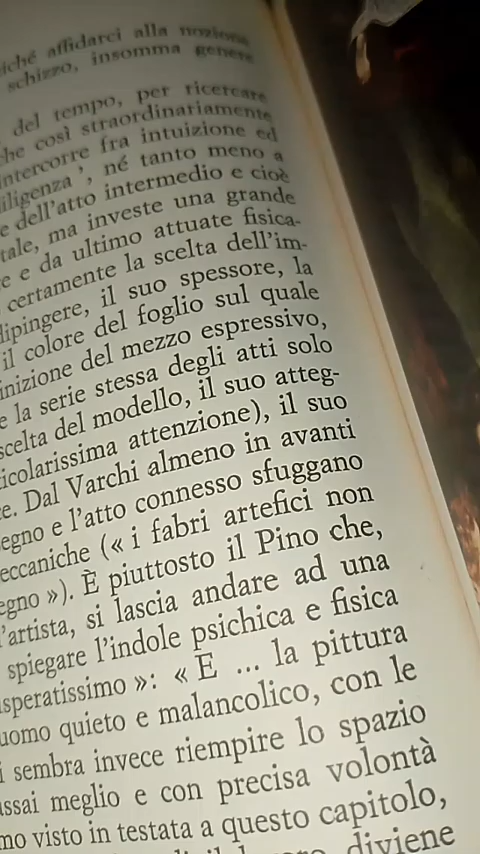 affidarci alla nozione
schizzo, insomma genere
del tempo, per ricercare
che così straordinariamente
intercorre fra intuizione ed
diligenza', né tanto meno a
e dell'atto intermedio e cioè
tale, ma investe una grande
e e da ultimo attuate fisica-
certamente la scelta dell'im-
dipingere, il suo spessore, la
il colore del foglio sul quale
inizione del mezzo espressivo,
e la serie stessa degli atti solo
scelta del modello, il suo atteg-
icolarissima attenzione), il suo
e. Dal Varchi almeno in avanti
egno e l'atto connesso sfuggano
eccaniche (« i fabri artefici non
egno »). È piuttosto il Pino che,
l'artista, si lascia andare ad una
spiegare l'indole psichica e fisica
speratissimo »: « È ... la pittura
uomo quieto e malancolico, con le
i sembra invece riempire lo spazio
ssai meglio e con precisa volontà
mo visto in testata a questo capitolo,
diviene